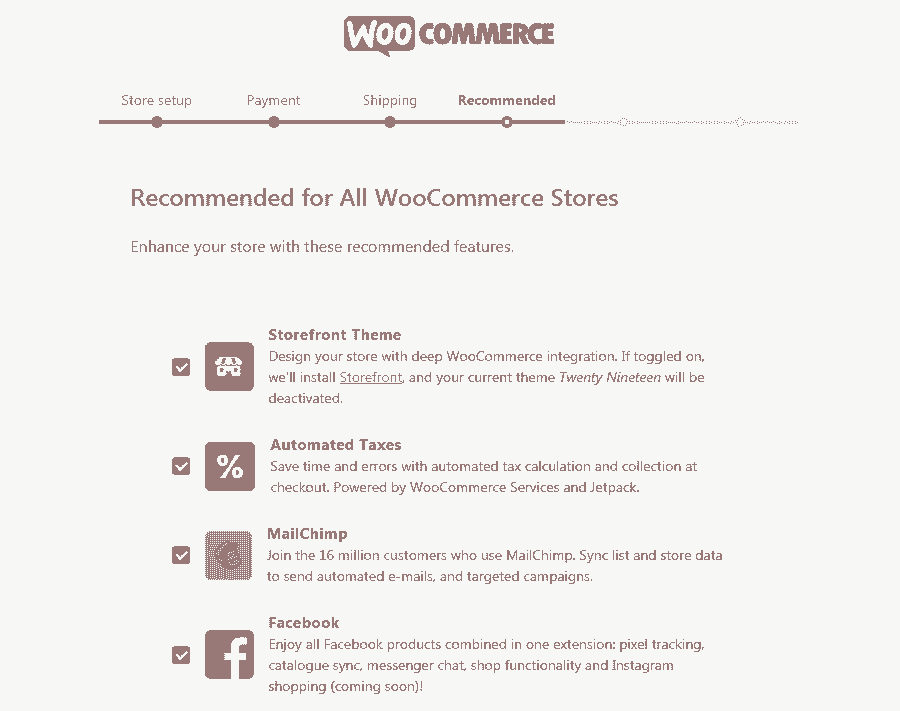 WOO COMMERCE
Store setup Payment Shipping Recommended
Recommended for All WooCommerce Stores
Enhance your store with these recommended features.
Storefront Theme
Design your store with deep WooCommerce integration. If toggled on,
we'll install Storefront, and your current theme Twenty Nineteen will be
deactivated.
%
Automated Taxes
Save time and errors with automated tax calculation and collection at
checkout. Powered by WooCommerce Services and Jetpack.
MailChimp
Join the 16 million customers who use MailChimp. Sync list and store data
to send automated e-mails, and targeted campaigns.
f
Facebook
Enjoy all Facebook products combined in one extension: pixel tracking,
catalogue sync, messenger chat, shop functionality and Instagram
shopping (coming soon)!